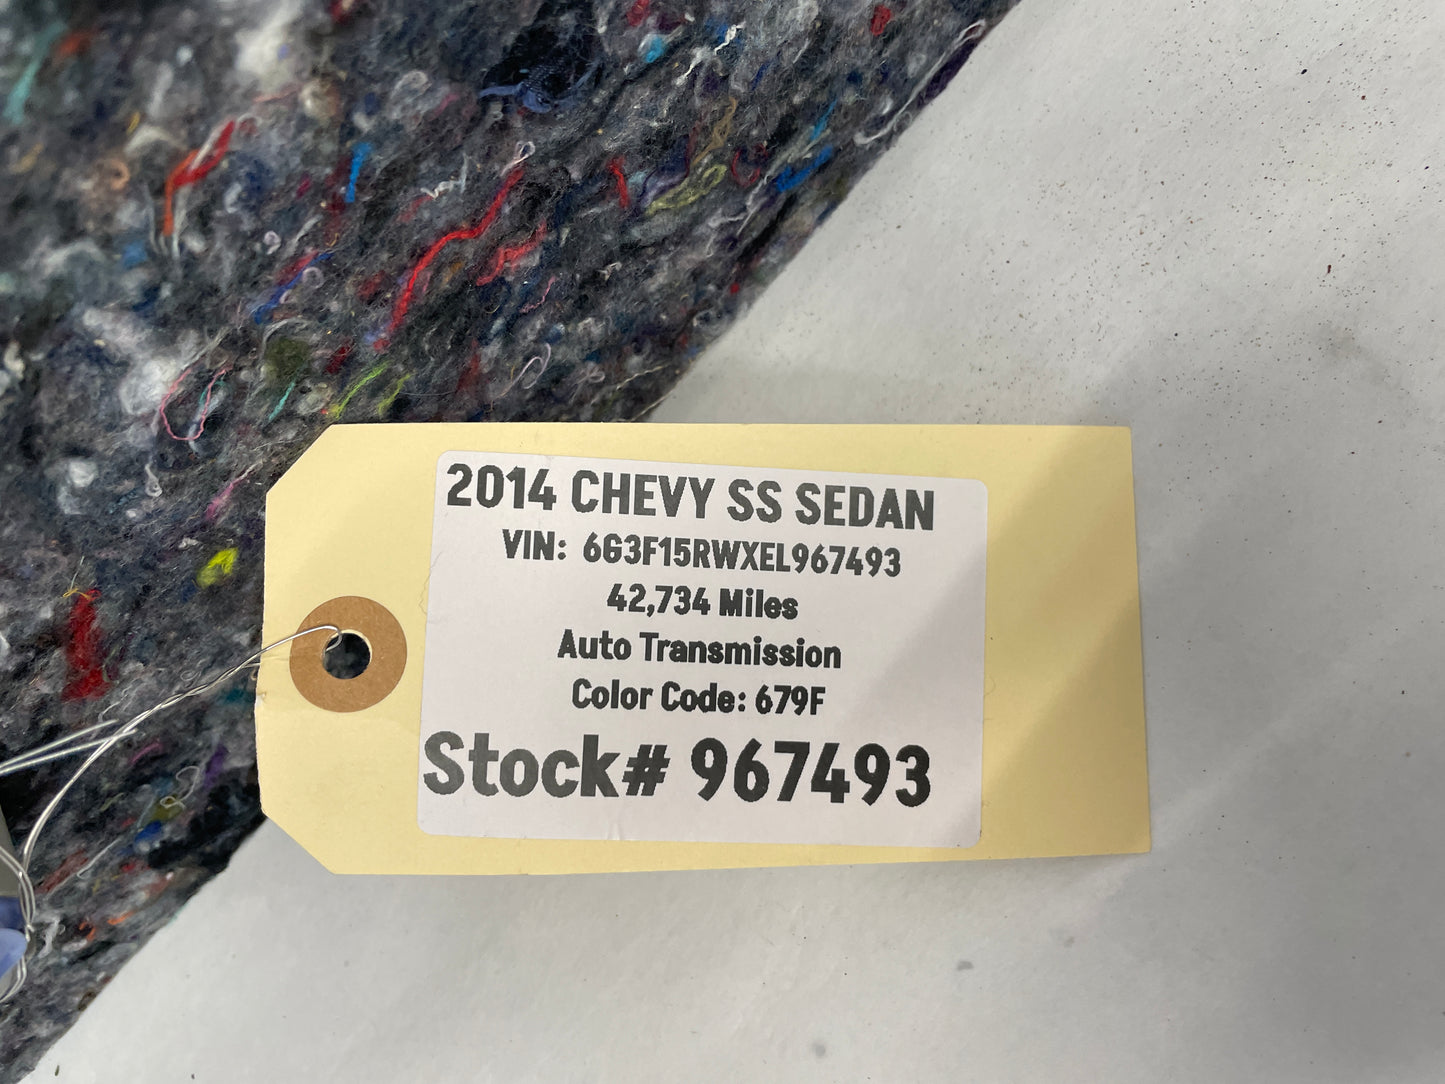 2014 CHEVY SS SEDAN
VIN: 6G3F15RWXEL967493
42,734 Miles
Auto Transmission
Color Code: 679F
Stock# 967493